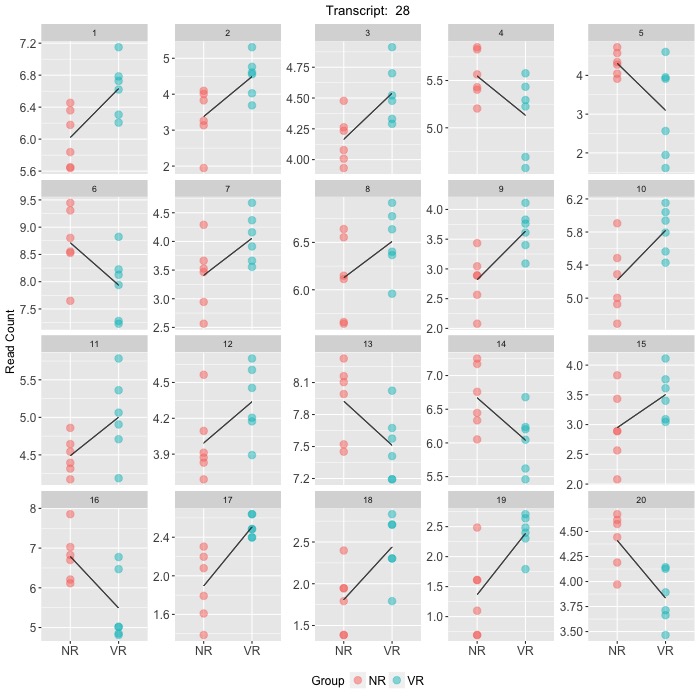 Transcript: 28
Read Count
1 2 3 4 5
7.2 6.8 6.4 6.0 5.6
5 4 3 2
4.75 4.50 4.25 4.00
5.5 5.0
4 3 2
6 7 8 9 10
9.5 9.0 8.5 8.0 7.5
4.5 4.0 3.5 3.0 2.5
6.5 6.0
4.0 3.5 3.0 2.5 2.0
6.2 5.8 5.4 5.0
11 12 13 14 15
5.5 5.0 4.5
4.5 4.2 3.9
8.1 7.8 7.5 7.2
7.0 6.5 6.0 5.5
4.0 3.5 3.0 2.5 2.0
16 17 18 19 20
8 7 6 5
2.4 2.0 1.6
2.5 2.0 1.5
2.5 2.0 1.5 1.0
4.50 4.25 4.00 3.75 3.50
NR VR NR VR NR VR NR VR NR VR
Group NR VR